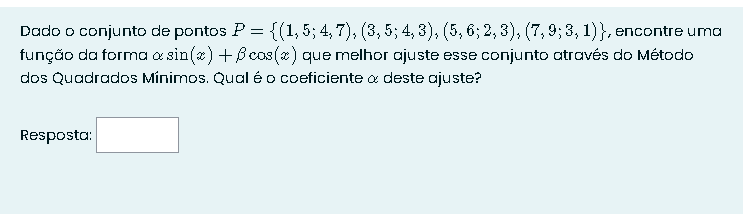 Dado o conjunto de pontos P = {(1, 5; 4, 7), (3, 5; 4, 3), (5, 6; 2, 3), (7, 9; 3, 1)}, encontre uma
função da forma α sin(x) + β cos(x) que melhor ajuste esse conjunto através do Método
dos Quadrados Mínimos. Qual é o coeficiente α deste ajuste?
Resposta: